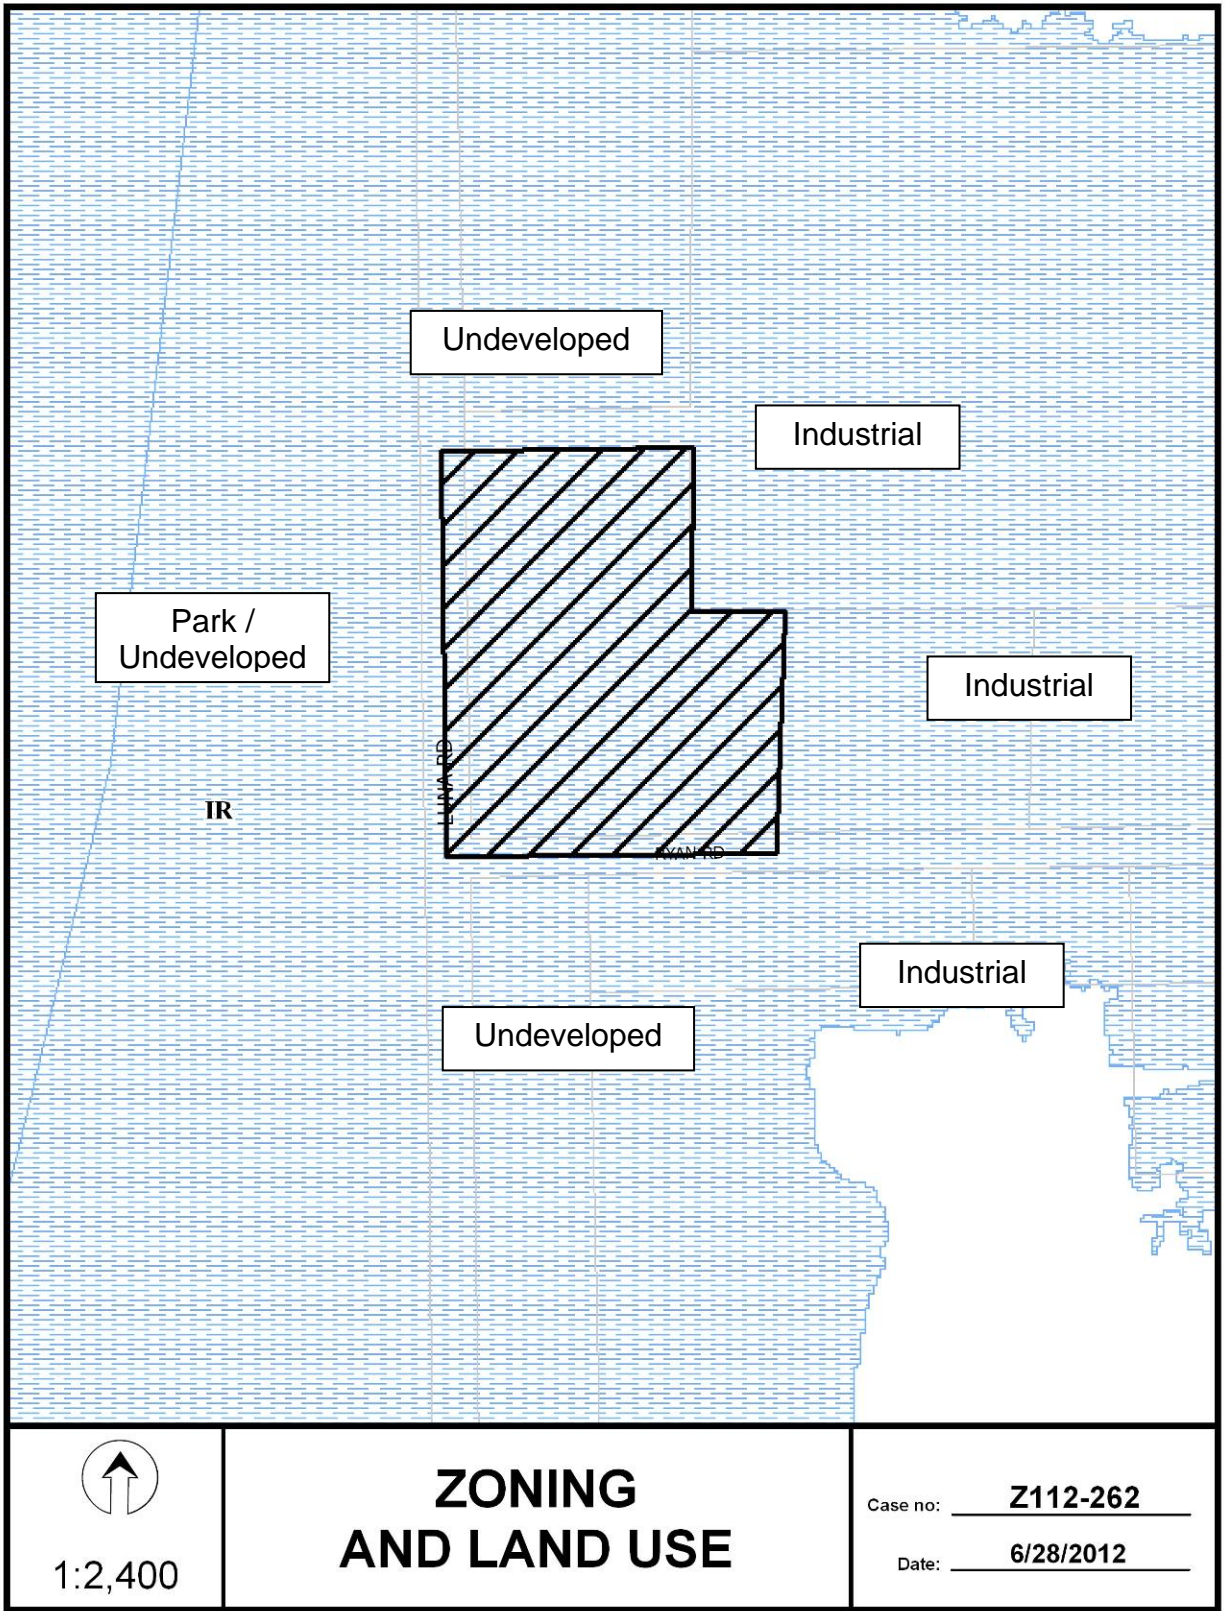 Undeveloped
Industrial
Park /
Undeveloped
Industrial
LUNA RD
IR
RYAN RD
Industrial
Undeveloped
1:2,400
ZONING
AND LAND USE
Case no: Z112-262
Date: 6/28/2012